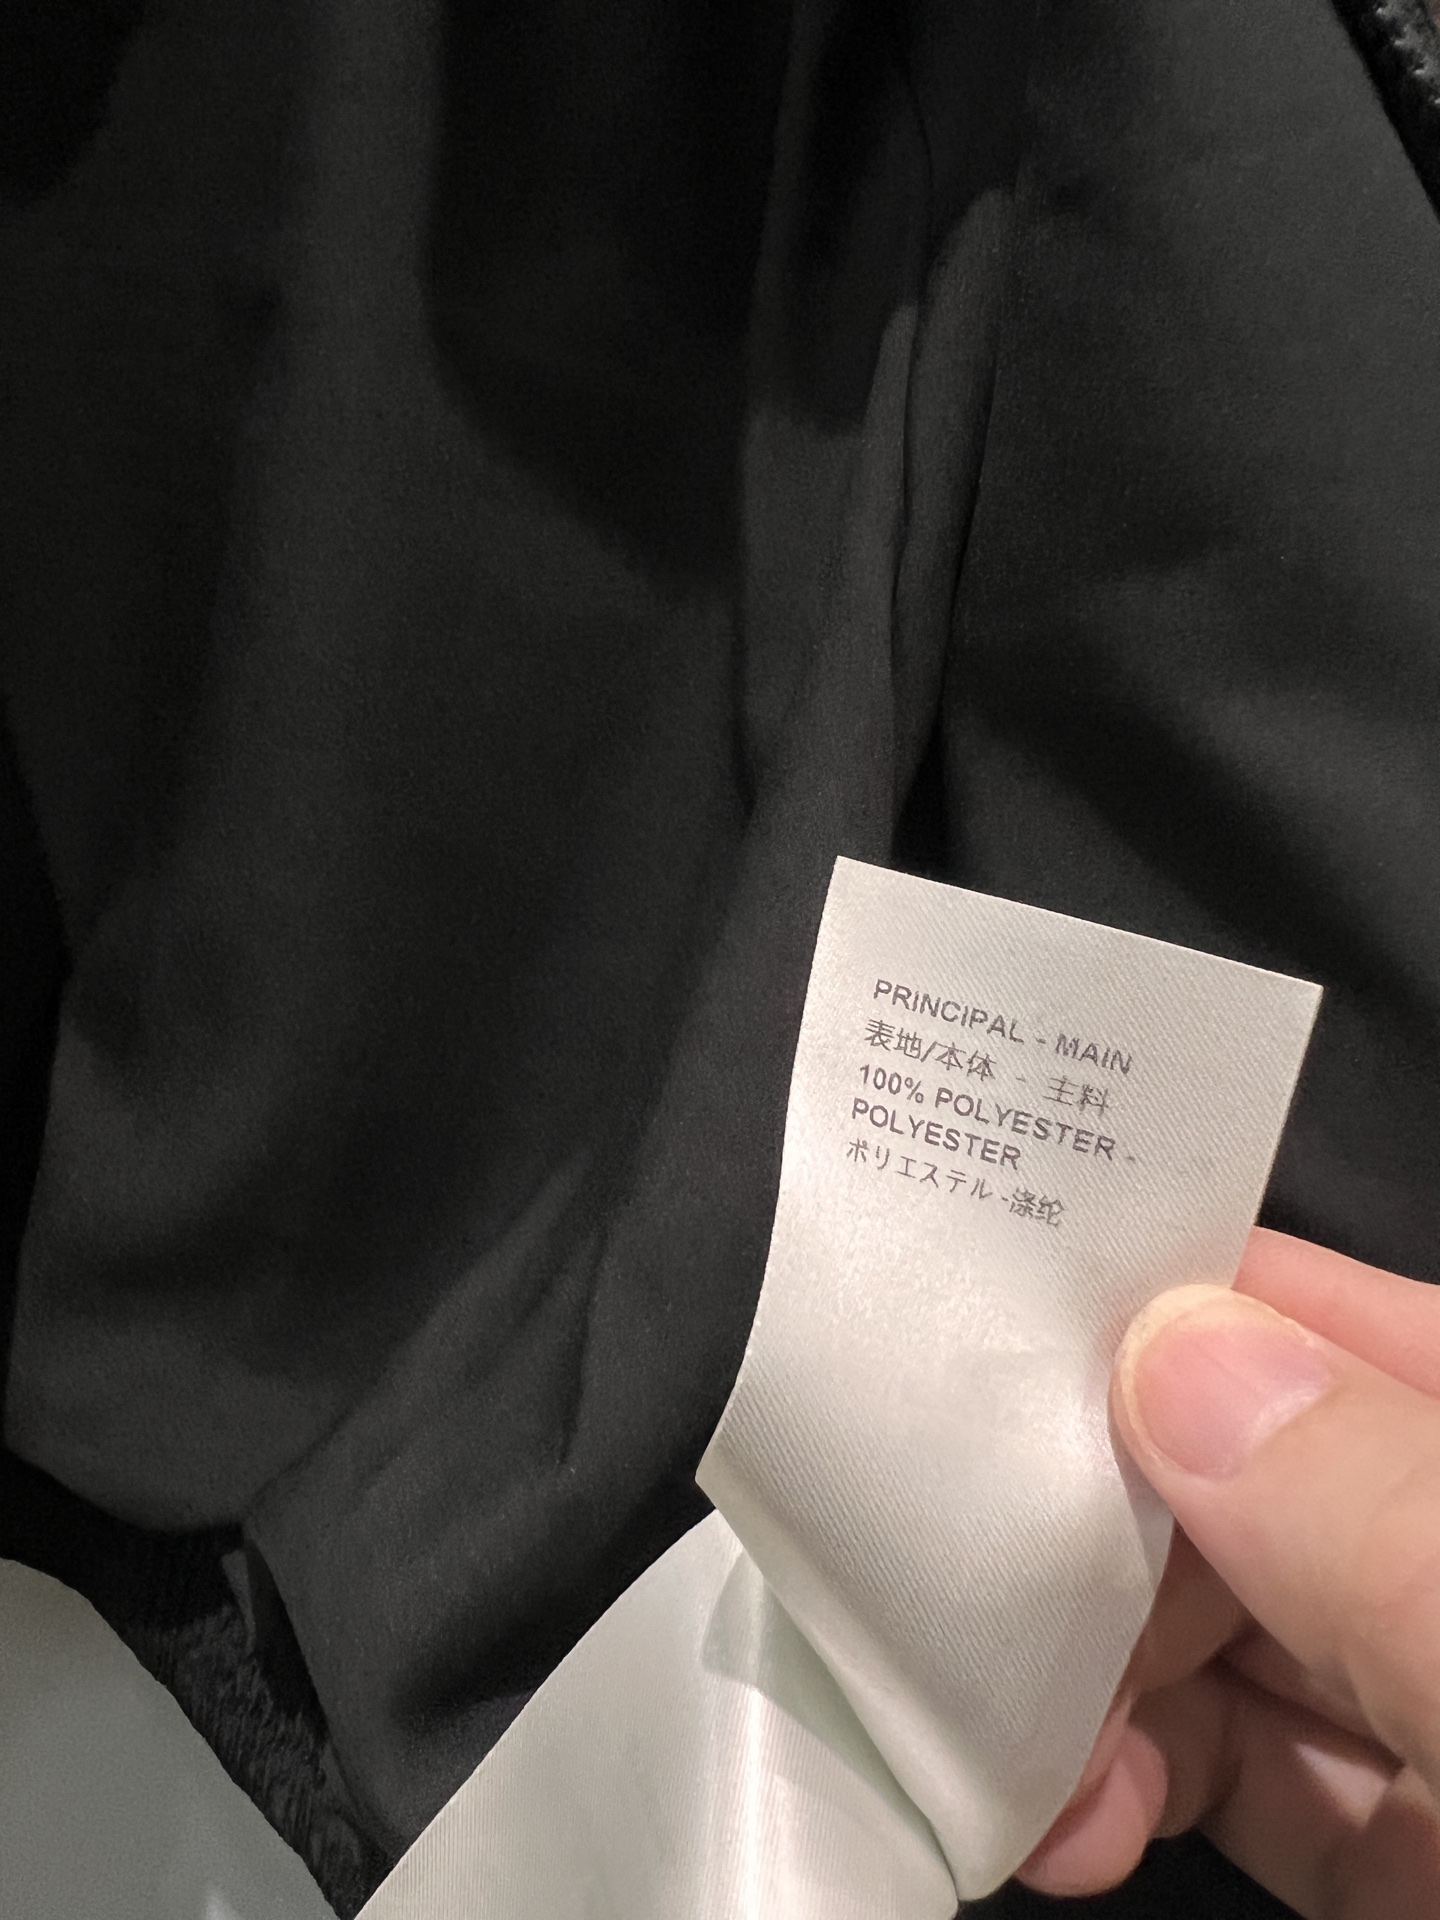 PRINCIPAL - MAIN
表地/本体 - 主料
100% POLYESTER -
POLYESTER
ポリエステル -涤纶